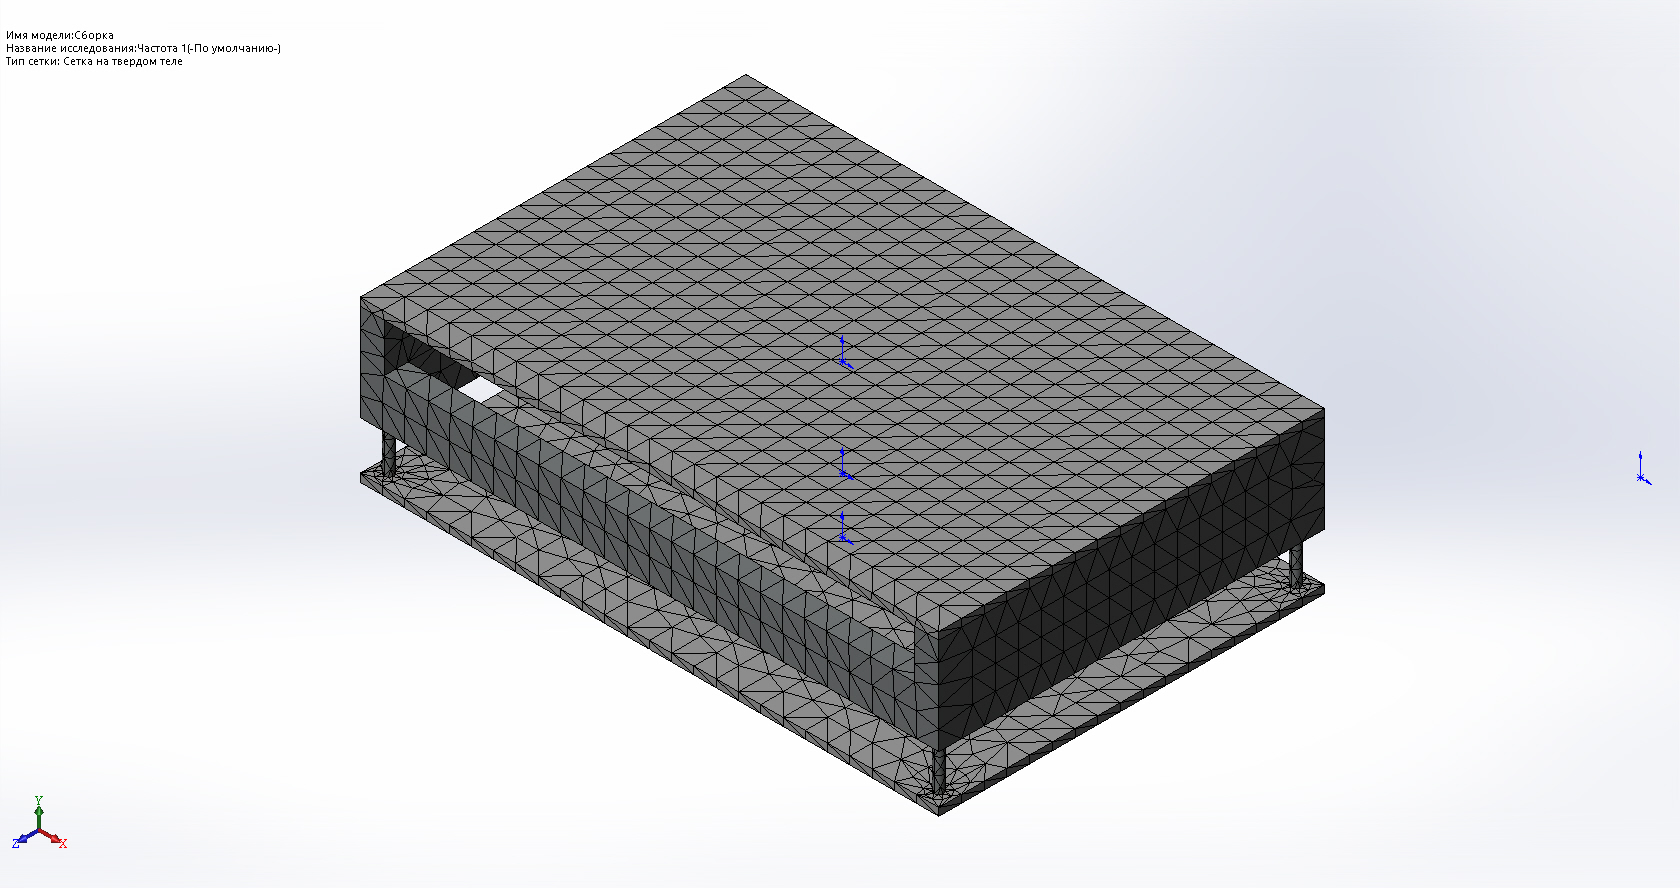 Имя модели:Сборка
Название исследования:Частота 1(-По умолчанию-)
Тип сетки: Сетка на твердом теле
Y
Z
X